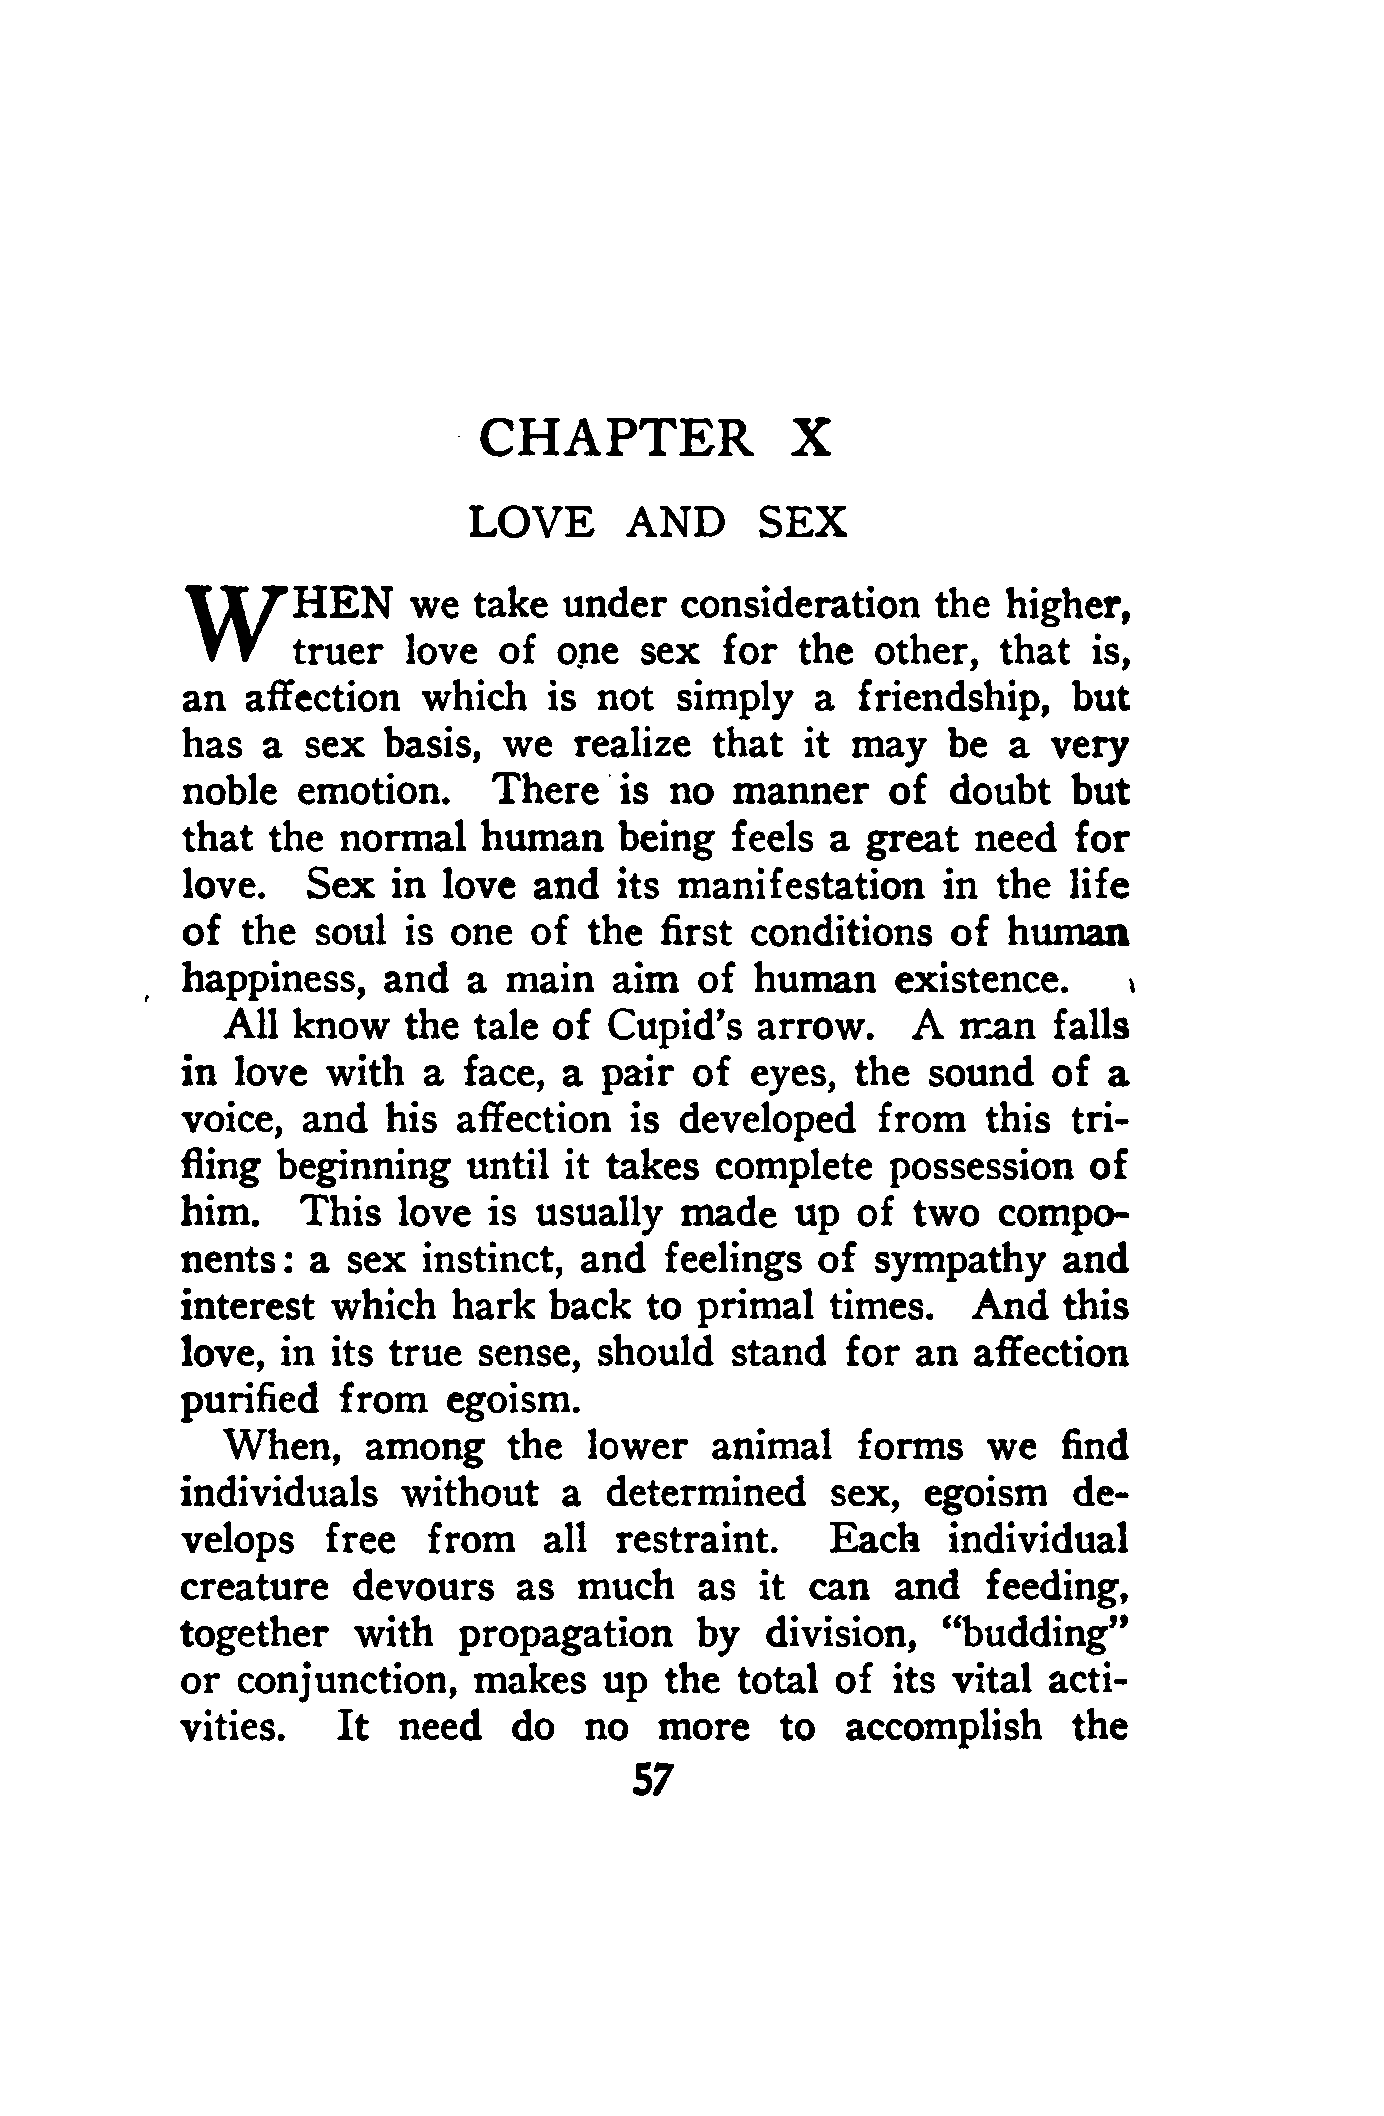 CHAPTER X
LOVE AND SEX
WHEN we take under consideration the higher,
truer love of one sex for the other, that is,
an affection which is not simply a friendship, but
has a sex basis, we realize that it may be a very
noble emotion. There is no manner of doubt but
that the normal human being feels a great need for
love. Sex in love and its manifestation in the life
of the soul is one of the first conditions of human
happiness, and a main aim of human existence.
All know the tale of Cupid's arrow. A man falls
in love with a face, a pair of eyes, the sound of a
voice, and his affection is developed from this tri-
fling beginning until it takes complete possession of
him. This love is usually made up of two compo-
nents: a sex instinct, and feelings of sympathy and
interest which hark back to primal times. And this
love, in its true sense, should stand for an affection
purified from egoism.
When, among the lower animal forms we find
individuals without a determined sex, egoism de-
velops free from all restraint. Each individual
creature devours as much as it can and feeding,
together with propagation by division, “budding”
or conjunction, makes up the total of its vital acti-
vities. It need do no more to accomplish the
57